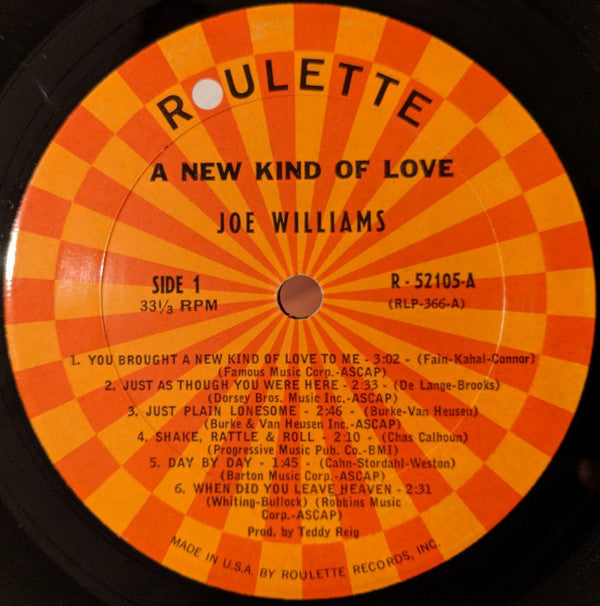 ROULETTE
A NEW KIND OF LOVE
JOE WILLIAMS
SIDE 1
33⅓ RPM
R - 52105-A
(RLP-366-A)
1. YOU BROUGHT A NEW KIND OF LOVE TO ME - 3:02 - (Fain-Kahal-Connor)
(Famous Music Corp.-ASCAP)
2. JUST AS THOUGH YOU WERE HERE - 2:33 - (De Lange-Brooks)
(Dorsey Bros. Music Inc.-ASCAP)
3. JUST PLAIN LONESOME - 2:46 - (Burke-Van Heusen)
(Burke & Van Heusen Inc.-ASCAP)
4. SHAKE, RATTLE & ROLL - 2:10 - (Chas Calhoun)
(Progressive Music Pub. Co.-BMI)
5. DAY BY DAY - 1:45 - (Cahn-Stordahl-Weston)
(Barton Music Corp.-ASCAP)
6. WHEN DID YOU LEAVE HEAVEN - 2:31
(Whiting-Bullock) (Robbins Music
Corp.-ASCAP)
Prod. by Teddy Reig
MADE IN U.S.A. BY ROULETTE RECORDS, INC.